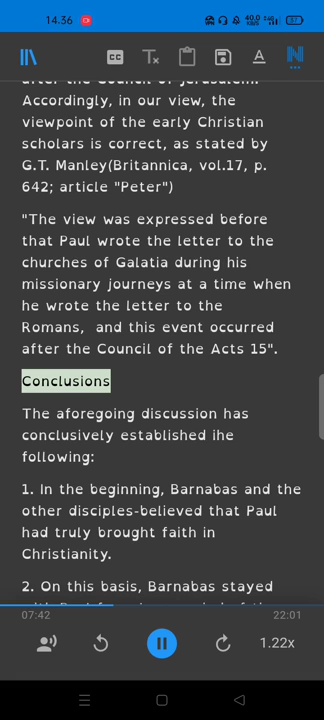 14.36
40.0
KB/S
87
CC
T
A
N
after the Council of Jerusalem.
Accordingly, in our view, the
viewpoint of the early Christian
scholars is correct, as stated by
G.T. Manley(Britannica, vol.17, p.
642; article "Peter")
"The view was expressed before
that Paul wrote the letter to the
churches of Galatia during his
missionary journeys at a time when
he wrote the letter to the
Romans, and this event occurred
after the Council of the Acts 15".
Conclusions
The aforegoing discussion has
conclusively established ihe
following:
1. In the beginning, Barnabas and the
other disciples-believed that Paul
had truly brought faith in
Christianity.
2. On this basis, Barnabas stayed
07:42
22:01
1.22x